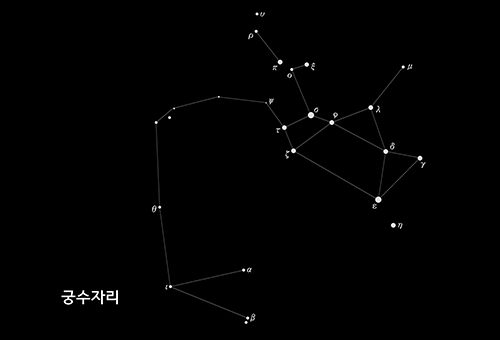 υ
ρ
π
ο
ξ
μ
ψ
σ
φ
λ
τ
ζ
δ
γ
ε
θ
η
α
ι
β
궁수자리